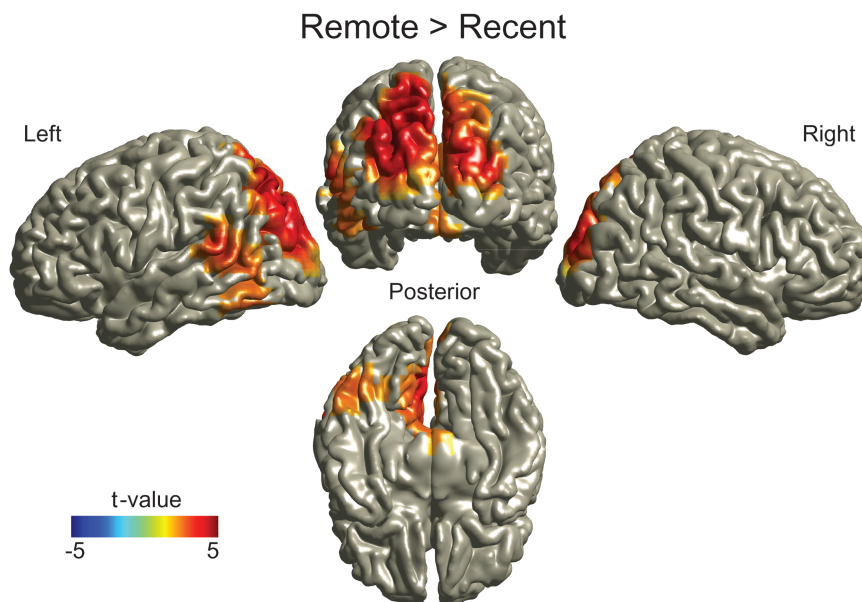 Remote > Recent
Left
Right
Posterior
t-value
-5
5